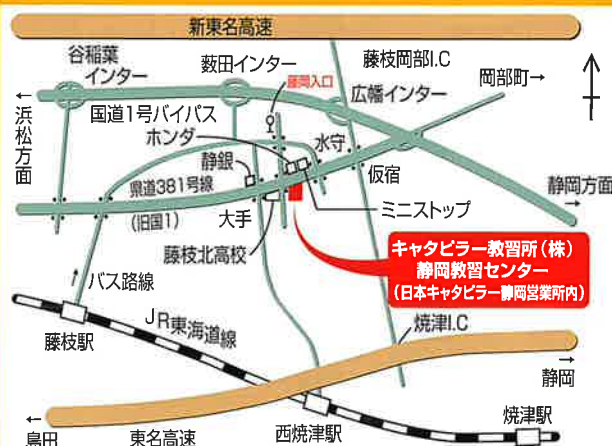 新東名高速
谷稲葉
インター
薮田インター
藤岡入口
藤枝岡部I.C
広幡インター
岡部町→
←
浜松方面
国道1号バイパス
ホンダ
水守
静銀
県道381号線
(旧国1)
大手
仮宿
ミニストップ
静岡方面
→
藤枝北高校
キャタピラー教習所(株)
静岡教習センター
(日本キャタピラー静岡営業所内)
バス路線
JR東海道線
藤枝駅
焼津I.C
→
静岡
←
島田
東名高速
西焼津駅
焼津駅